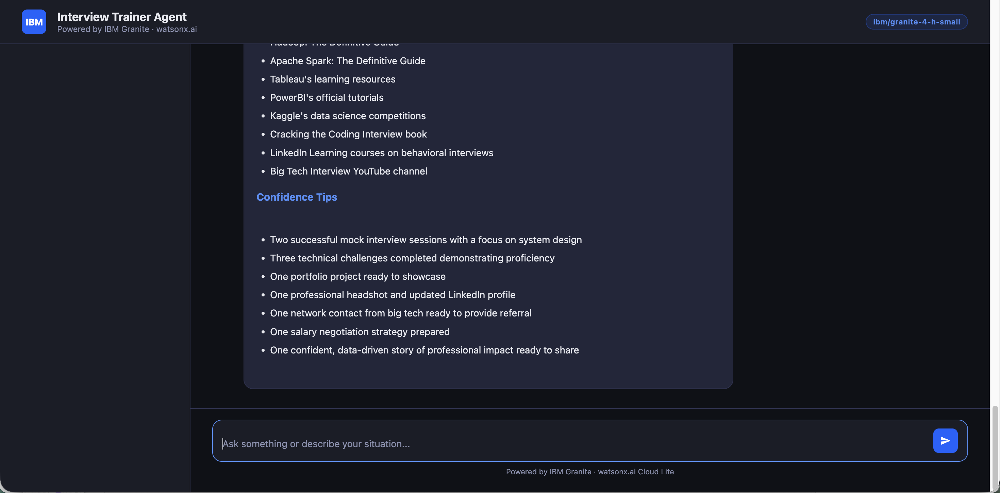 IBM
Interview Trainer Agent
Powered by IBM Granite · watsonx.ai
ibm/granite-4-h-small
Hadoop: The Definitive Guide
• Apache Spark: The Definitive Guide
• Tableau's learning resources
• PowerBI's official tutorials
• Kaggle's data science competitions
• Cracking the Coding Interview book
• LinkedIn Learning courses on behavioral interviews
• Big Tech Interview YouTube channel
Confidence Tips
• Two successful mock interview sessions with a focus on system design
• Three technical challenges completed demonstrating proficiency
• One portfolio project ready to showcase
• One professional headshot and updated LinkedIn profile
• One network contact from big tech ready to provide referral
• One salary negotiation strategy prepared
• One confident, data-driven story of professional impact ready to share
Ask something or describe your situation...
Powered by IBM Granite · watsonx.ai Cloud Lite